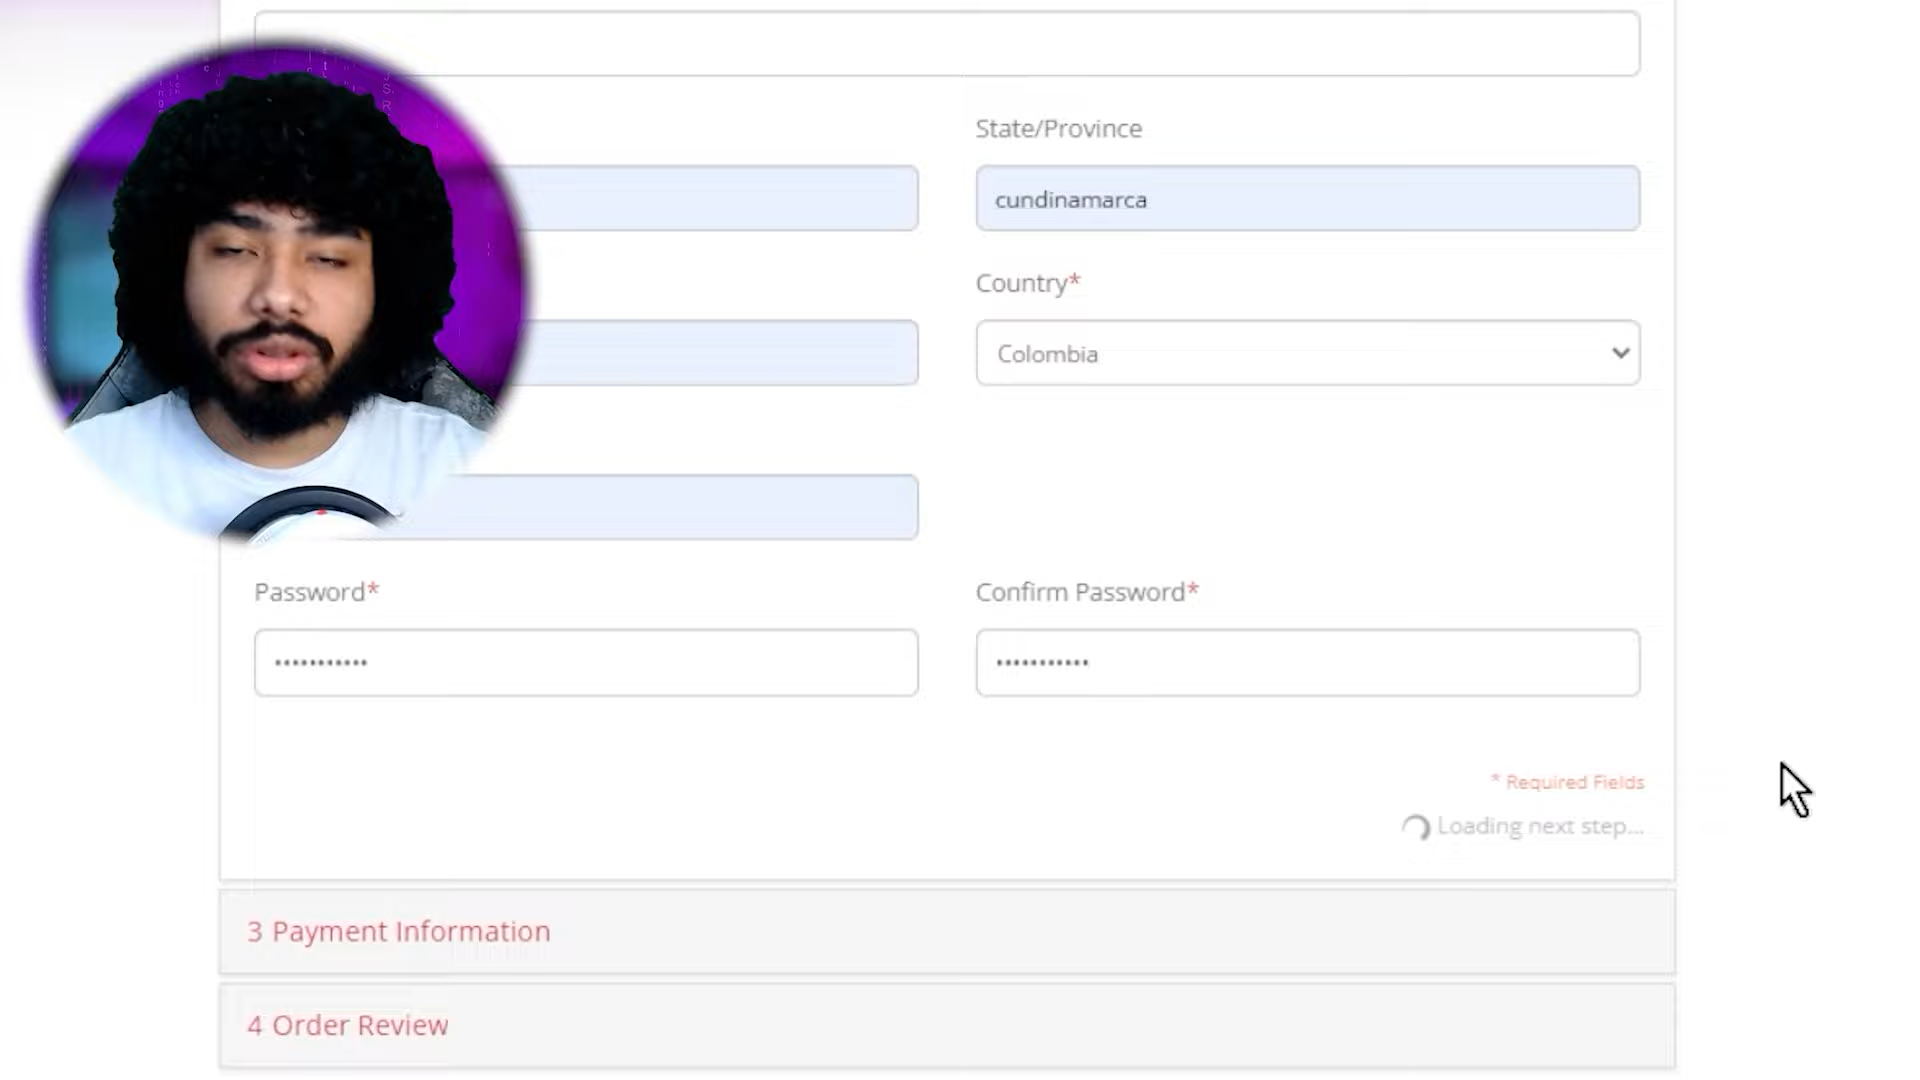 State/Province
cundinamarca
Country*
Colombia
Password*
Confirm Password*
•••••••••••
•••••••••••
* Required Fields
Loading next step...
3 Payment Information
4 Order Review